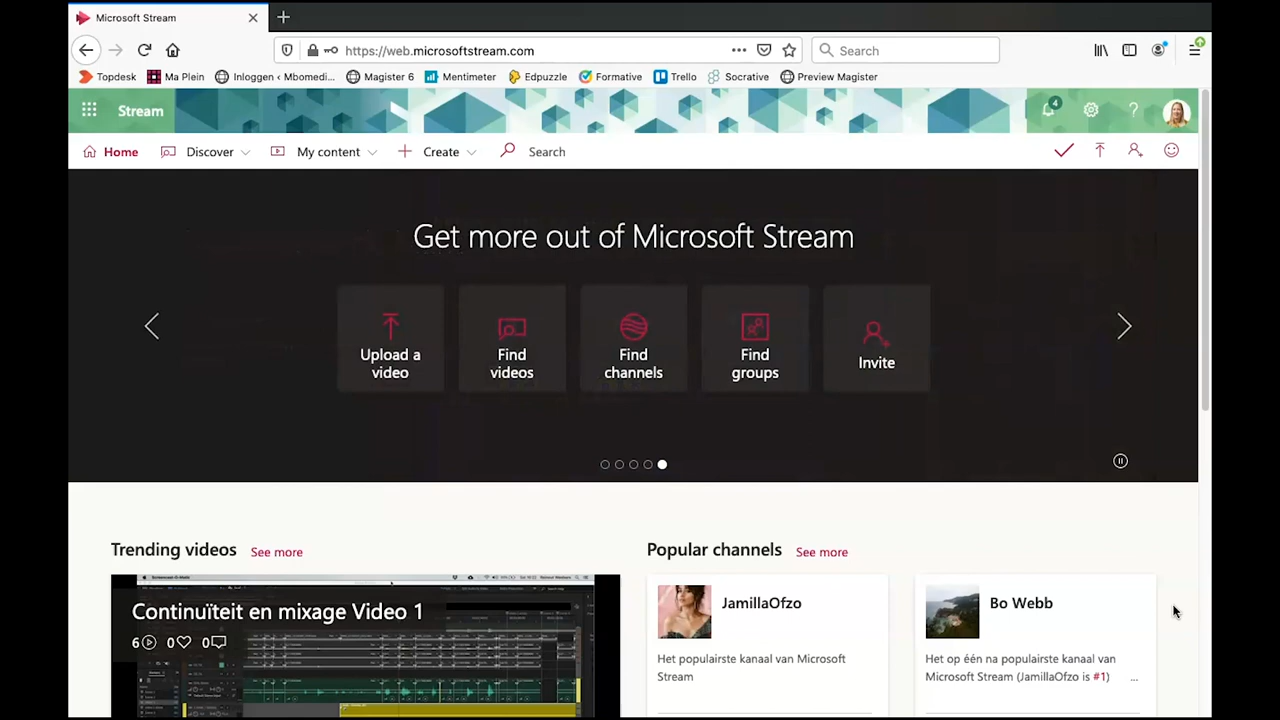 Microsoft Stream
https://web.microsoftstream.com
Search
Topdesk
Ma Plein
Inloggen ‹ Mbomedi...
Magister 6
Mentimeter
Edpuzzle
Formative
Trello
Socrative
Preview Magister
Stream
4
Home
Discover
My content
Create
Search
Get more out of Microsoft Stream
Upload a
video
Find
videos
Find
channels
Find
groups
Invite
Trending videos
See more
Popular channels
See more
Continuïteit en mixage Video 1
6
0
0
JamillaOfzo
Het populairste kanaal van Microsoft
Stream
Bo Webb
Het op één na populairste kanaal van
Microsoft Stream (JamillaOfzo is #1)
...